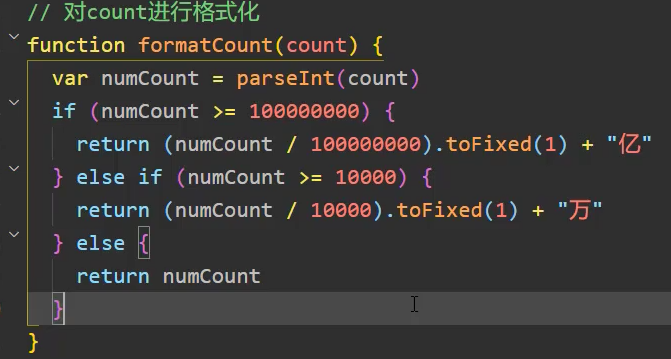 // 对count进行格式化
function formatCount(count) {
  var numCount = parseInt(count)
  if (numCount >= 100000000) {
    return (numCount / 100000000).toFixed(1) + "亿"
  } else if (numCount >= 10000) {
    return (numCount / 10000).toFixed(1) + "万"
  } else {
    return numCount
  }
}